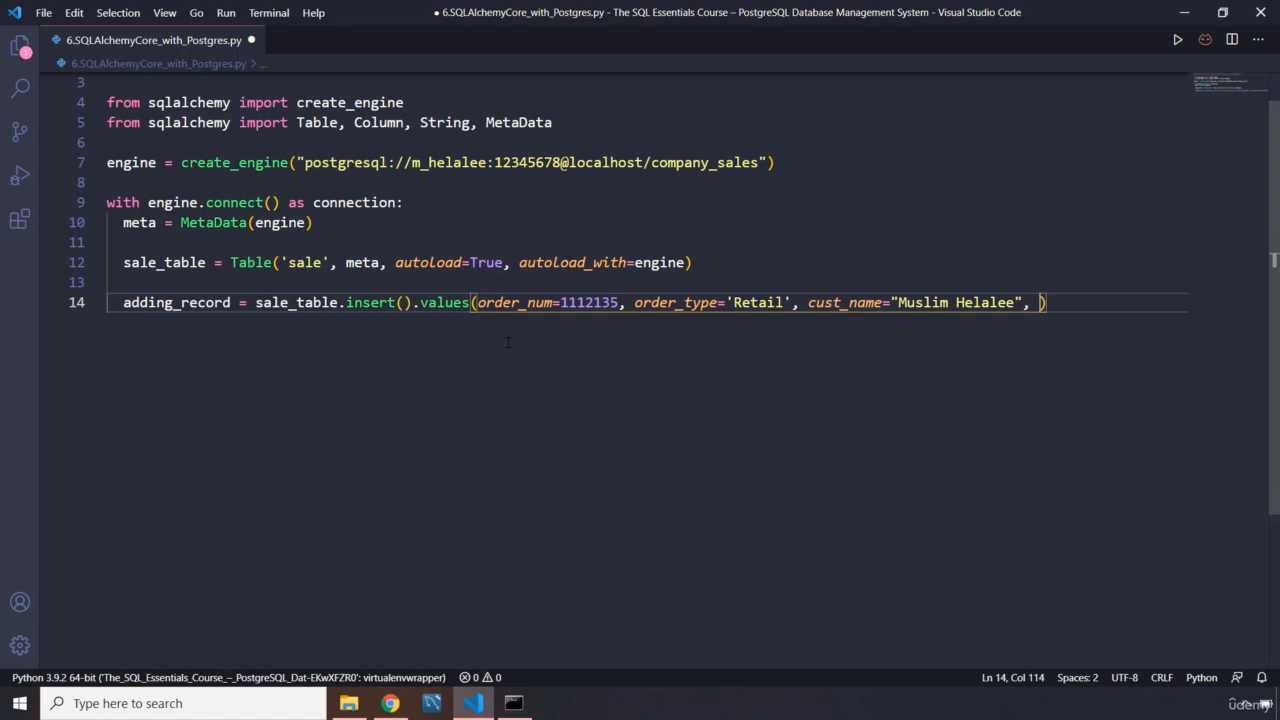 File Edit Selection View Go Run Terminal Help
● 6.SQLAlchemyCore_with_Postgres.py - The SQL Essentials Course – PostgreSQL Database Management System - Visual Studio Code
6.SQLAlchemyCore_with_Postgres.py ●
6.SQLAlchemyCore_with_Postgres.py > ...
1
3
4 from sqlalchemy import create_engine
5 from sqlalchemy import Table, Column, String, MetaData
6
7 engine = create_engine("postgresql://m_helalee:12345678@localhost/company_sales")
8
9 with engine.connect() as connection:
10 meta = MetaData(engine)
11
12 sale_table = Table('sale', meta, autoload=True, autoload_with=engine)
13
14 adding_record = sale_table.insert().values(order_num=1112135, order_type='Retail', cust_name="Muslim Helalee", )
Python 3.9.2 64-bit ('The_SQL_Essentials_Course_–_PostgreSQL_Dat-EKwXFZR0': virtualenvwrapper) 0 0 Ln 14, Col 114 Spaces: 2 UTF-8 CRLF Python
Type here to search